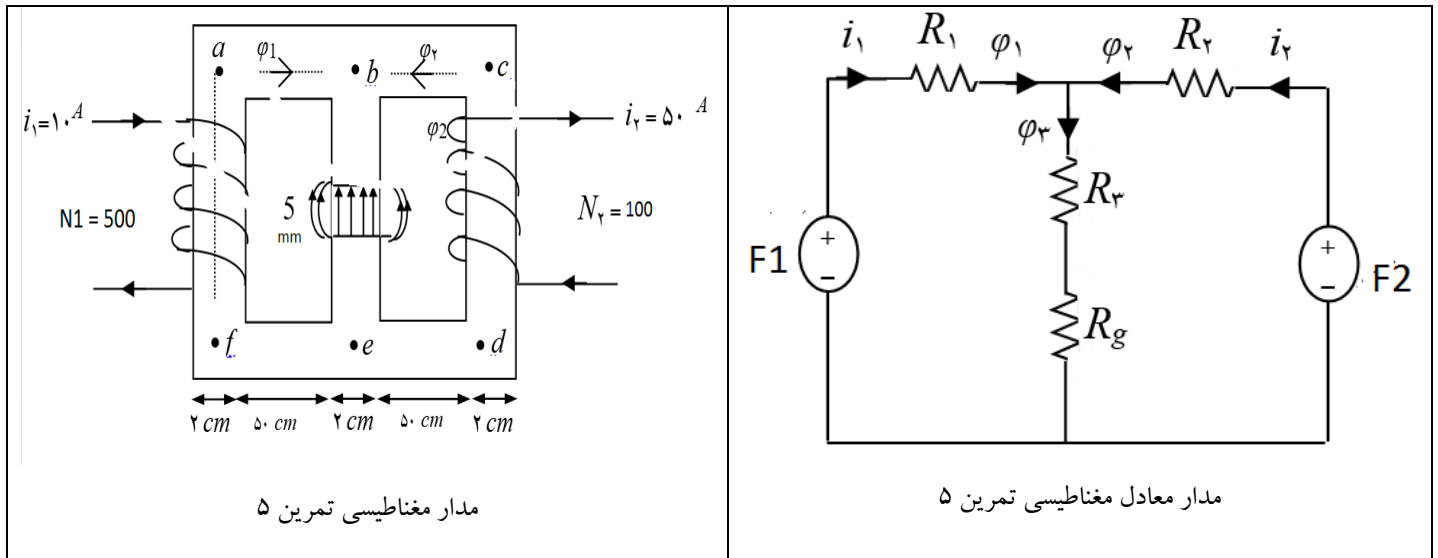 a φ1 φ۲ b c
i۱=۱۰ A
φ2
i۲ = ۵۰ A
N1 = 500
5
mm
N۲ = 100
f e d
۲ cm ۵۰ cm ۲ cm ۵۰ cm ۲ cm
مدار مغناطیسی تمرین ۵
i۱ R۱ φ۱ φ۲ R۲ i۲
φ۳
R۳
F1 + −
+ − F2
Rg
مدار معادل مغناطیسی تمرین ۵